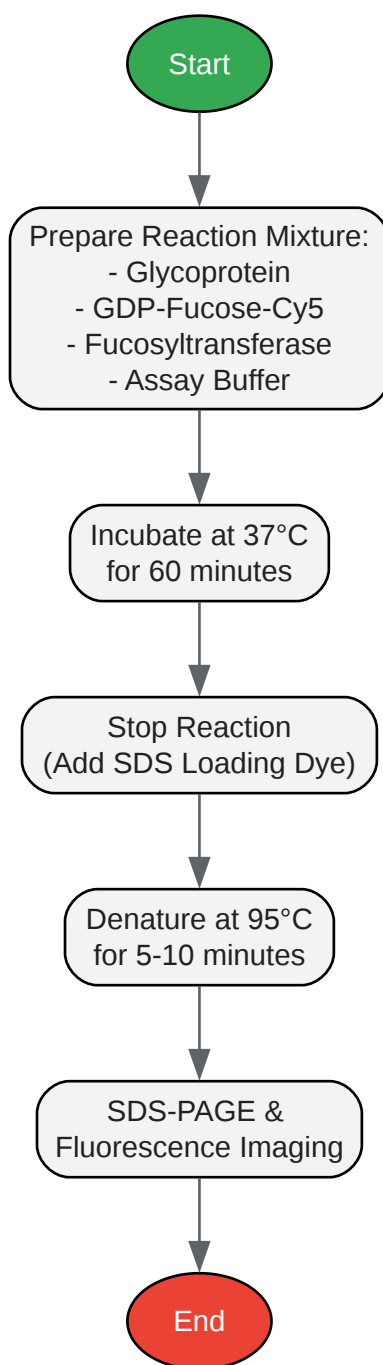 Start
Prepare Reaction Mixture:
- Glycoprotein
- GDP-Fucose-Cy5
- Fucosyltransferase
- Assay Buffer
Incubate at 37°C
for 60 minutes
Stop Reaction
(Add SDS Loading Dye)
Denature at 95°C
for 5-10 minutes
SDS-PAGE &
Fluorescence Imaging
End